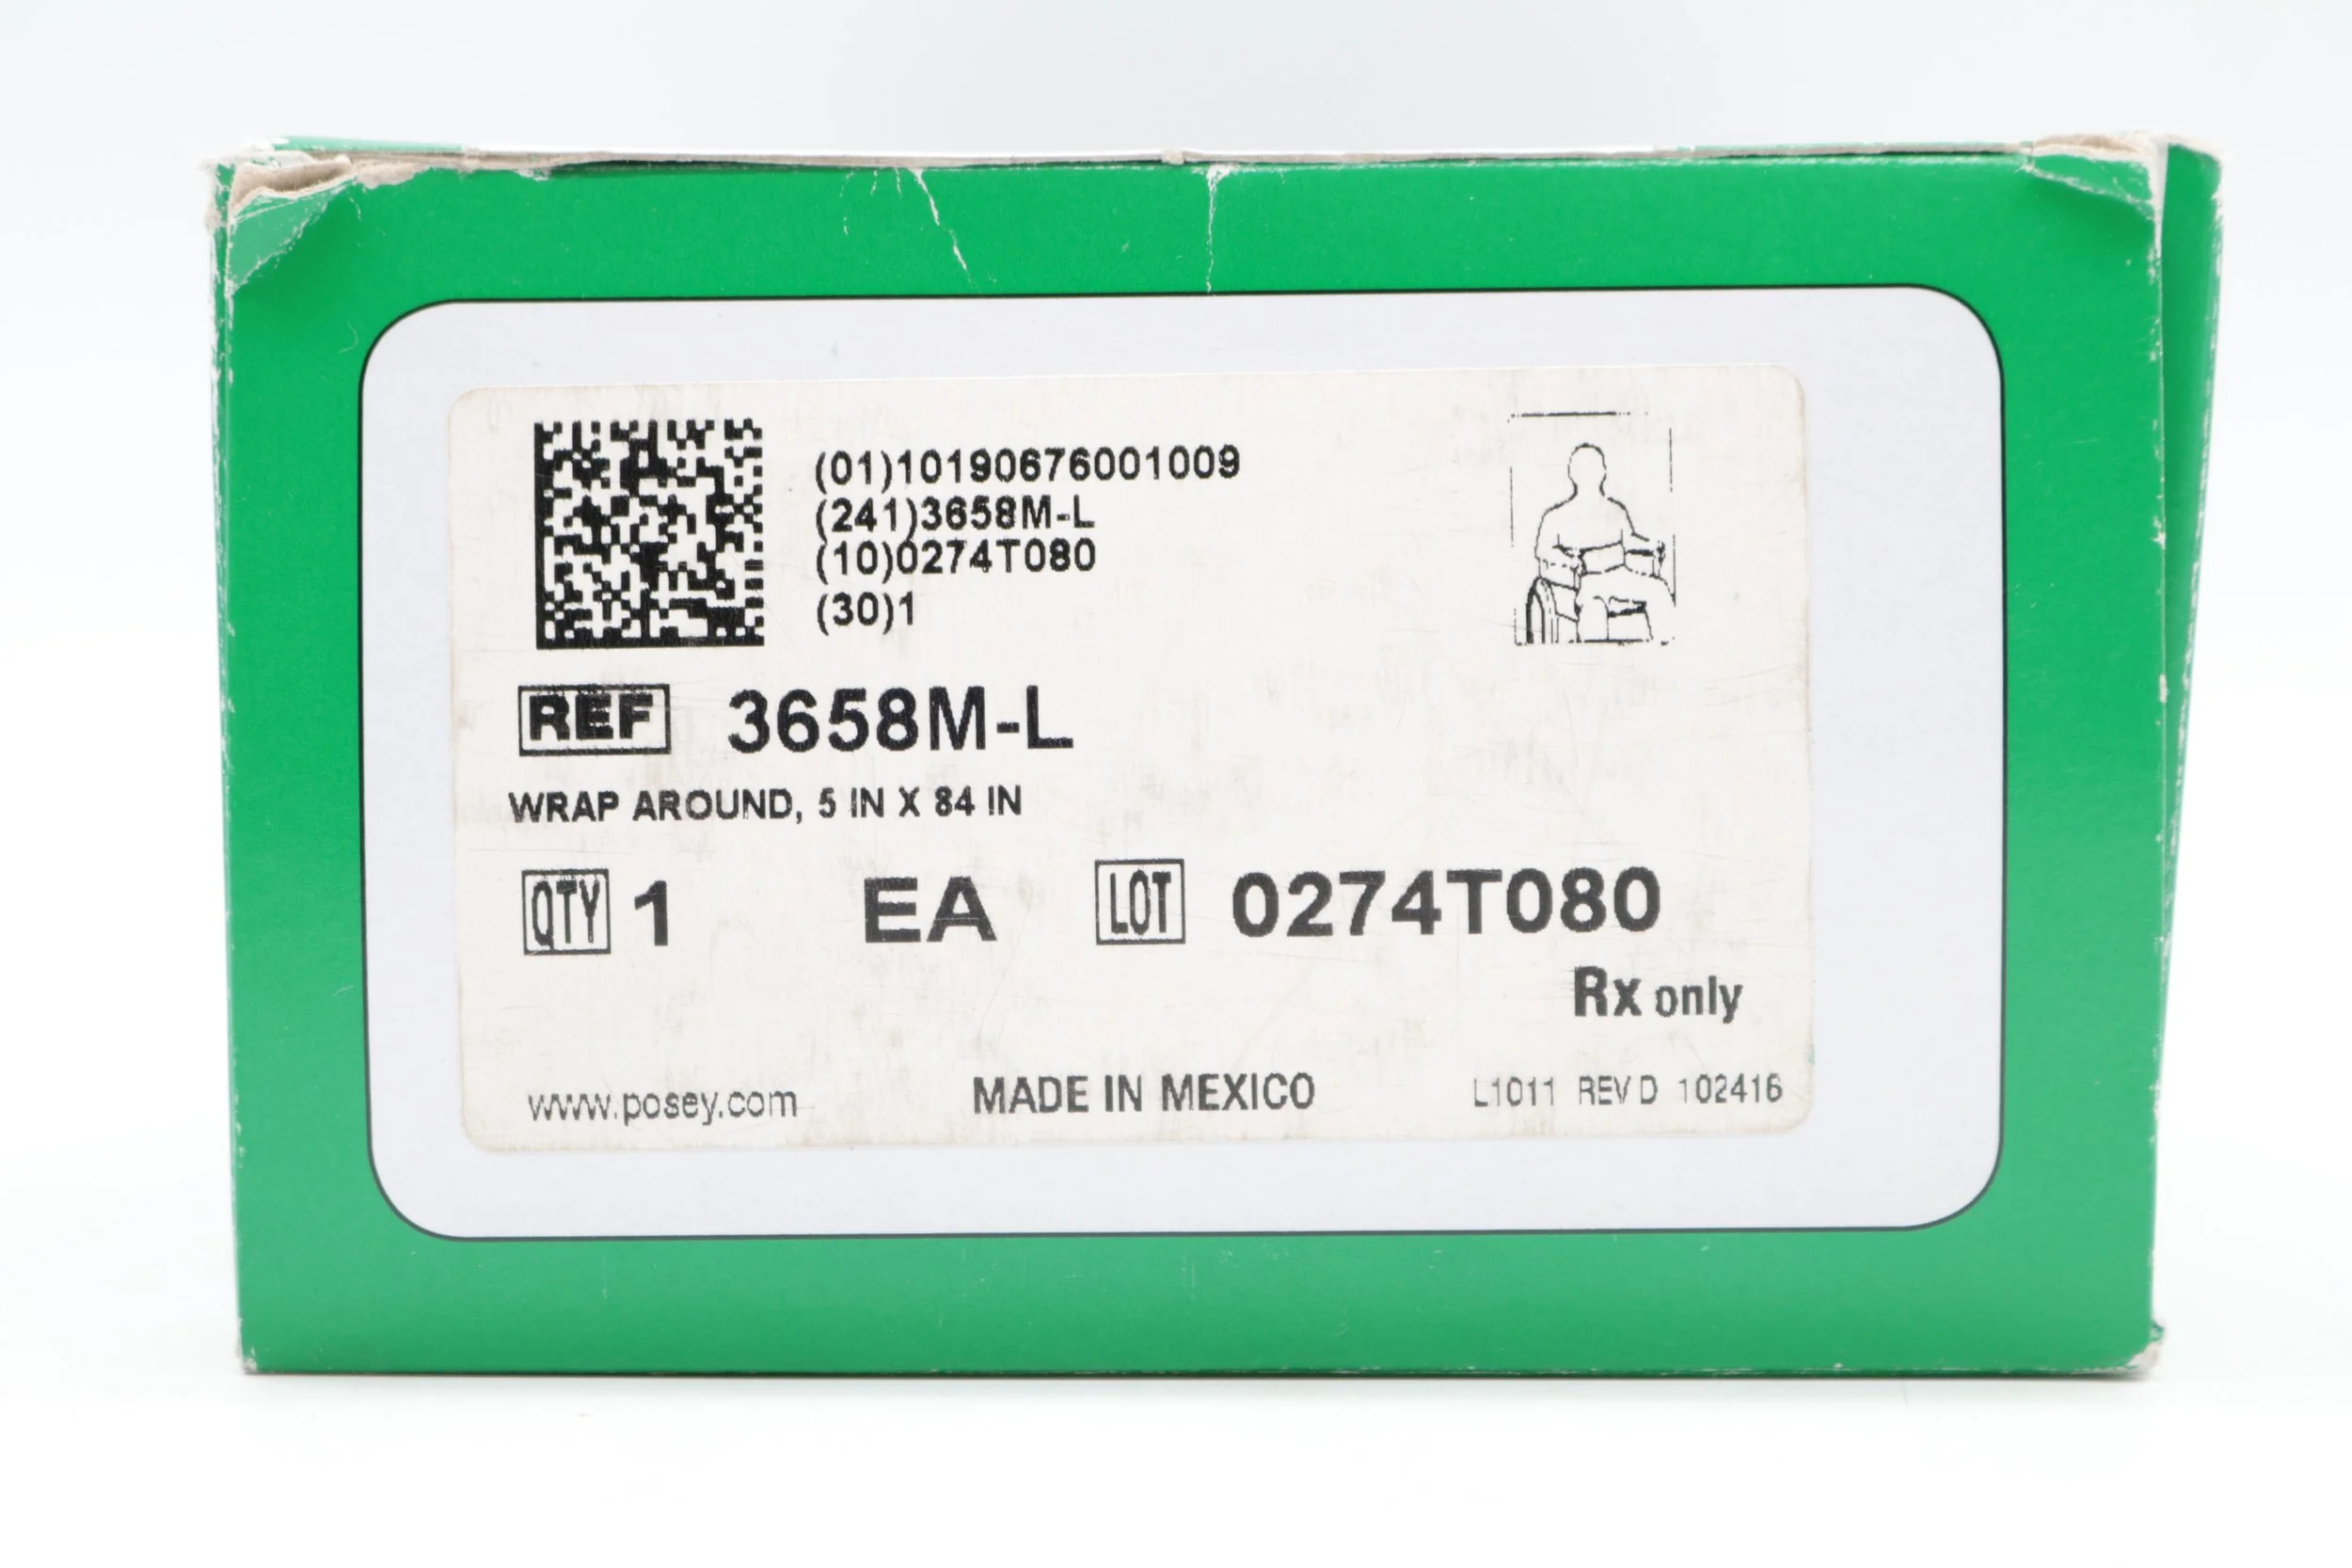 (01)10190676001009
(241)3658M-L
(10)0274T080
(30)1
REF 3658M-L
WRAP AROUND, 5 IN X 84 IN
QTY 1 EA LOT 0274T080
Rx only
www.posey.com MADE IN MEXICO L1011 REV D 102416